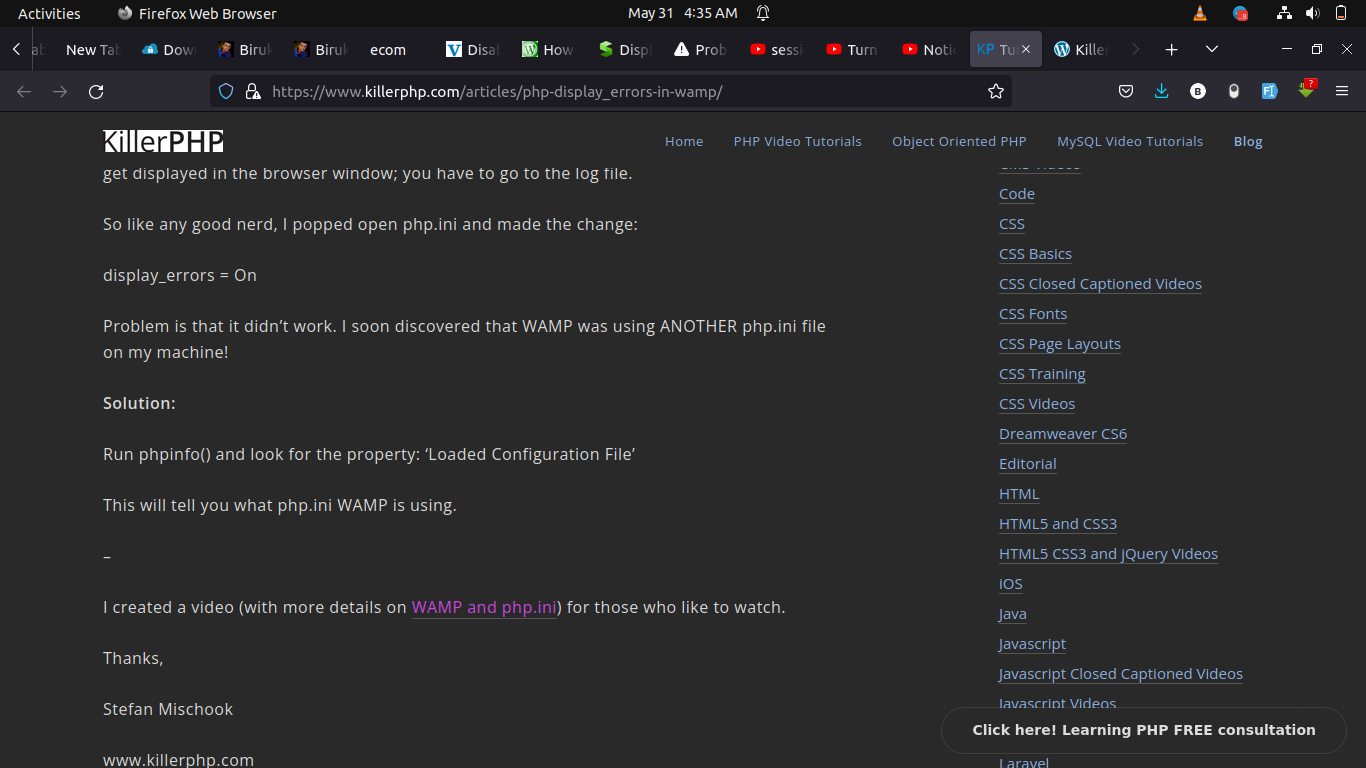 Activities
Firefox Web Browser
May 31 4:35 AM
New Tab
Down
Biruk
Biruk
ecom
Disa
How
Displ
Prob
sessi
Turn
Notic
KP Tu
Killer
https://www.killerphp.com/articles/php-display_errors-in-wamp/
KillerPHP
Home
PHP Video Tutorials
Object Oriented PHP
MySQL Video Tutorials
Blog
get displayed in the browser window; you have to go to the log file.
So like any good nerd, I popped open php.ini and made the change:
display_errors = On
Problem is that it didn’t work. I soon discovered that WAMP was using ANOTHER php.ini file
on my machine!
Solution:
Run phpinfo() and look for the property: ‘Loaded Configuration File’
This will tell you what php.ini WAMP is using.
–
I created a video (with more details on WAMP and php.ini) for those who like to watch.
Thanks,
Stefan Mischook
www.killerphp.com
Code
CSS
CSS Basics
CSS Closed Captioned Videos
CSS Fonts
CSS Page Layouts
CSS Training
CSS Videos
Dreamweaver CS6
Editorial
HTML
HTML5 and CSS3
HTML5 CSS3 and jQuery Videos
iOS
Java
Javascript
Javascript Closed Captioned Videos
Javascript Videos
Click here! Learning PHP FREE consultation
Laravel